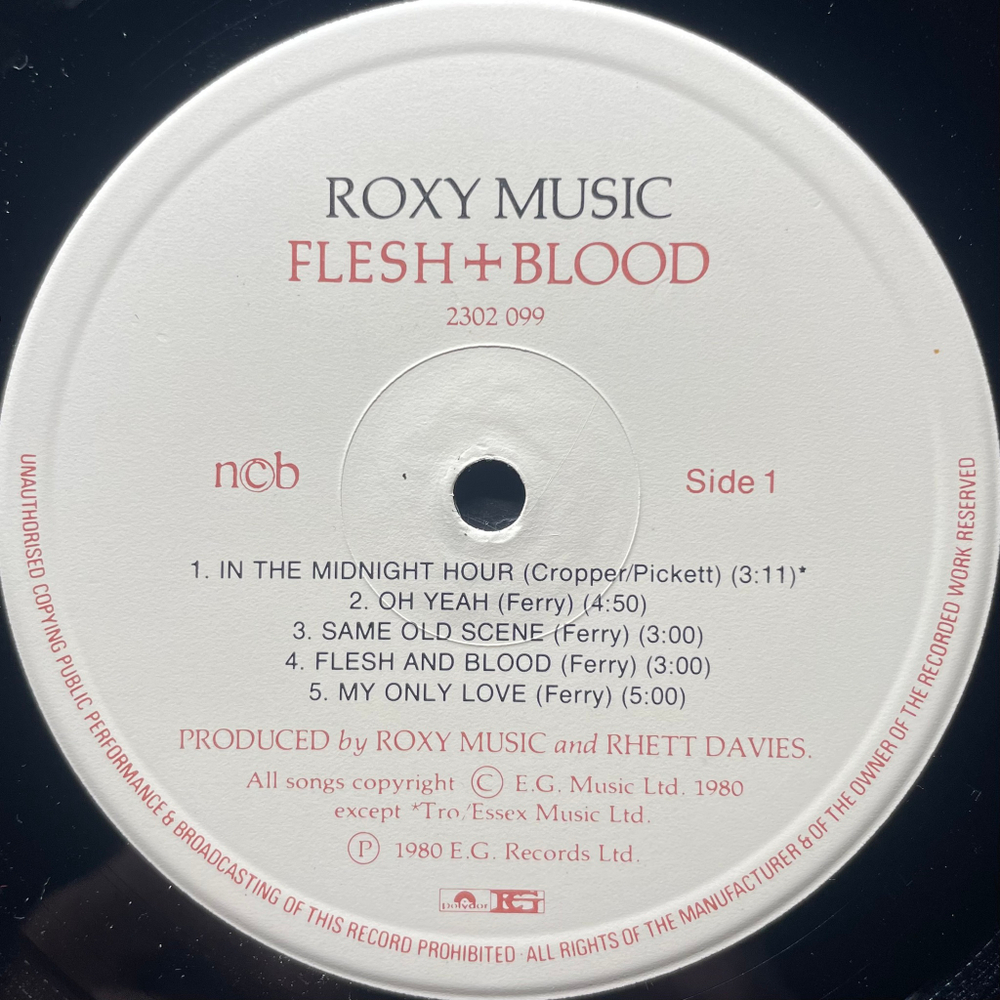 ROXY MUSIC
FLESH+BLOOD
2302 099
n©b
Side 1
1. IN THE MIDNIGHT HOUR (Cropper/Pickett) (3:11)*
2. OH YEAH (Ferry) (4:50)
3. SAME OLD SCENE (Ferry) (3:00)
4. FLESH AND BLOOD (Ferry) (3:00)
5. MY ONLY LOVE (Ferry) (5:00)
PRODUCED by ROXY MUSIC and RHETT DAVIES.
All songs copyright © E.G. Music Ltd. 1980
except *Tro/Essex Music Ltd.
℗ 1980 E.G. Records Ltd.
Polydor EG
UNAUTHORISED COPYING PUBLIC PERFORMANCE & BROADCASTING OF THIS RECORD PROHIBITED · ALL RIGHTS OF THE MANUFACTURER & OF THE OWNER OF THE RECORDED WORK RESERVED